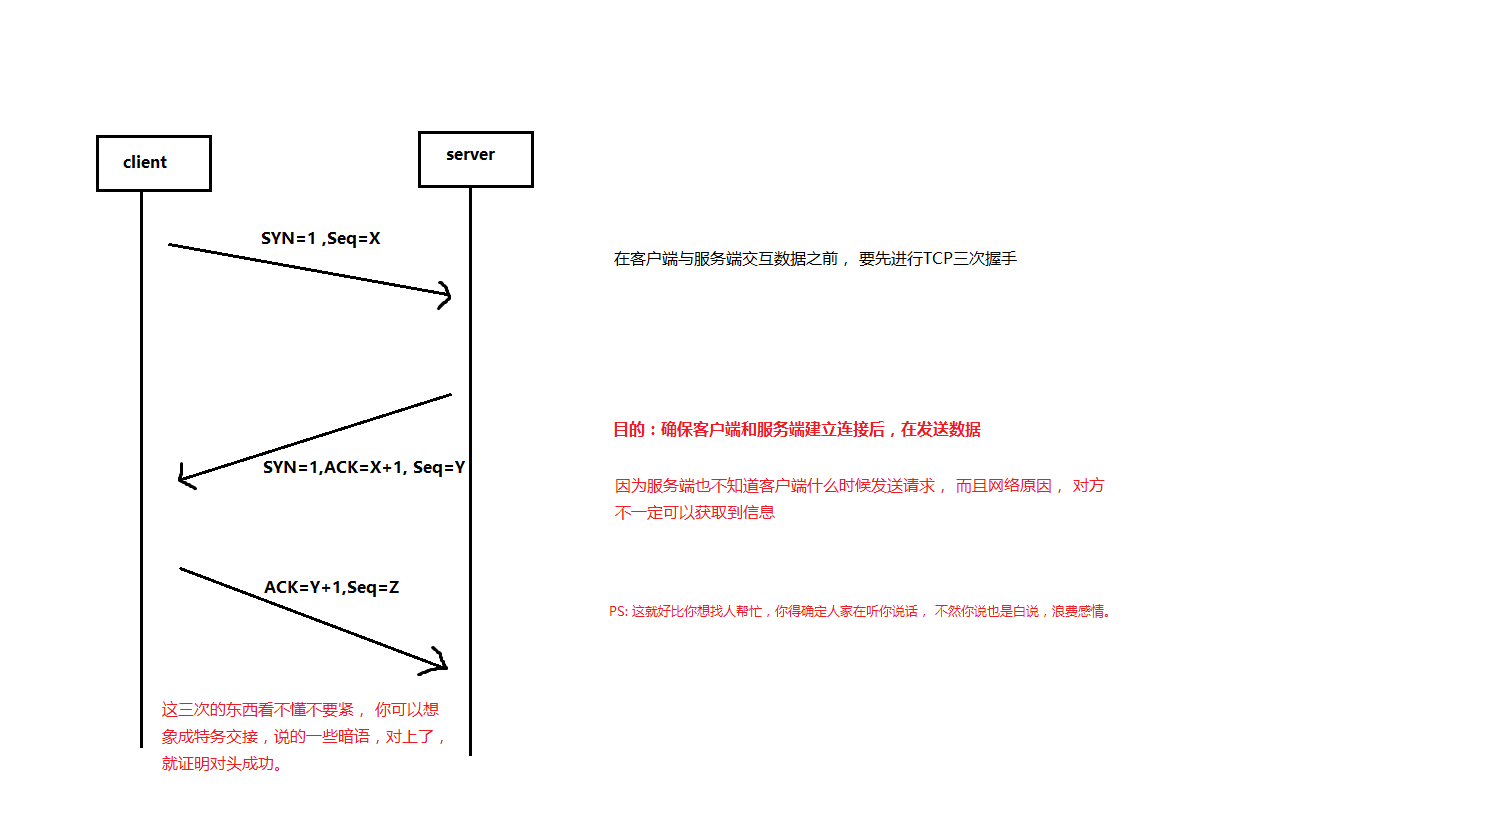 client
server
SYN=1 ,Seq=X
在客户端与服务端交互数据之前， 要先进行TCP三次握手
目的：确保客户端和服务端建立连接后，在发送数据
SYN=1,ACK=X+1, Seq=Y
因为服务端也不知道客户端什么时候发送请求， 而且网络原因， 对方
不一定可以获取到信息
ACK=Y+1,Seq=Z
PS: 这就好比你想找人帮忙，你得确定人家在听你说话， 不然你说也是白说，浪费感情。
这三次的东西看不懂不要紧， 你可以想
象成特务交接，说的一些暗语，对上了，
就证明对头成功。